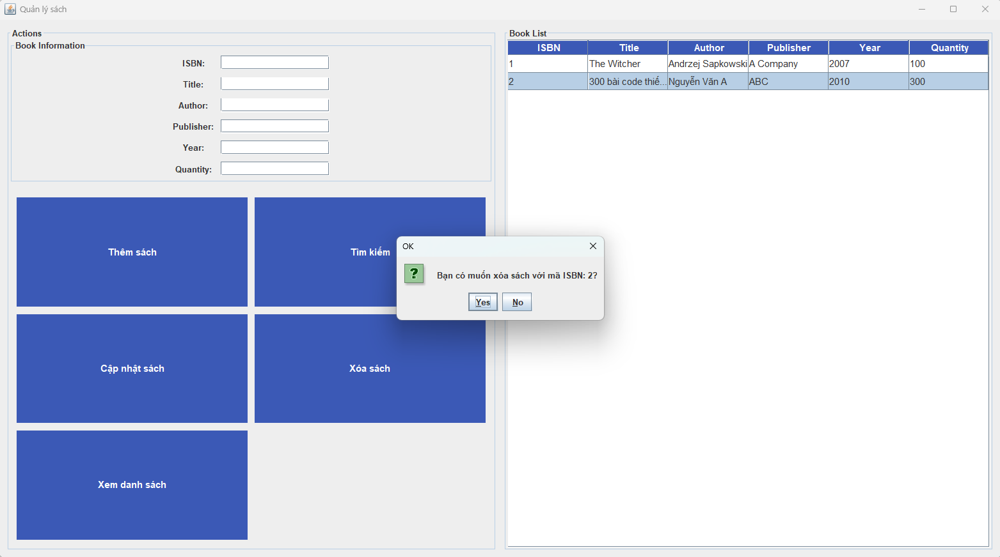 Quản lý sách
Actions
Book Information
ISBN:
Title:
Author:
Publisher:
Year:
Quantity:
Thêm sách
Tìm kiếm
Cập nhật sách
Xóa sách
Xem danh sách
Book List
ISBN Title Author Publisher Year Quantity
1 The Witcher Andrzej Sapkowski A Company 2007 100
2 300 bài code thiế... Nguyễn Văn A ABC 2010 300
OK
?
Bạn có muốn xóa sách với mã ISBN: 2?
Yes No